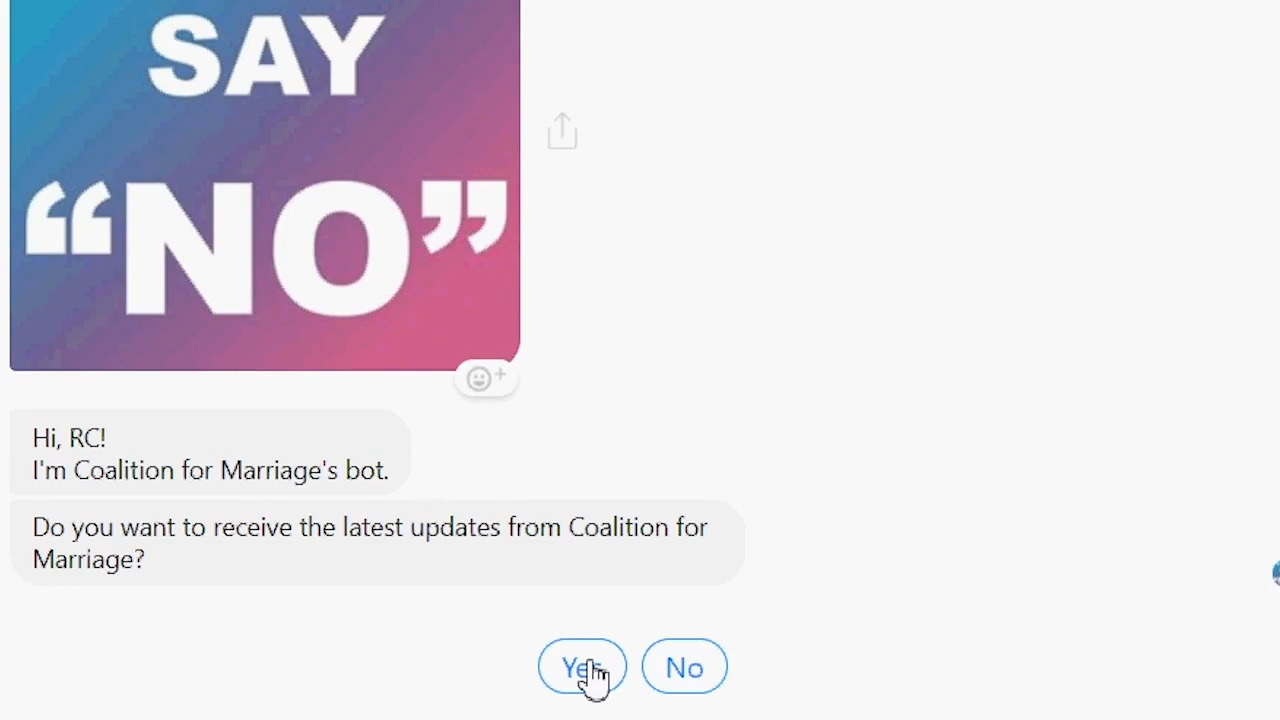 SAY
“NO”
Hi, RC!
I'm Coalition for Marriage's bot.
Do you want to receive the latest updates from Coalition for
Marriage?
Yes No